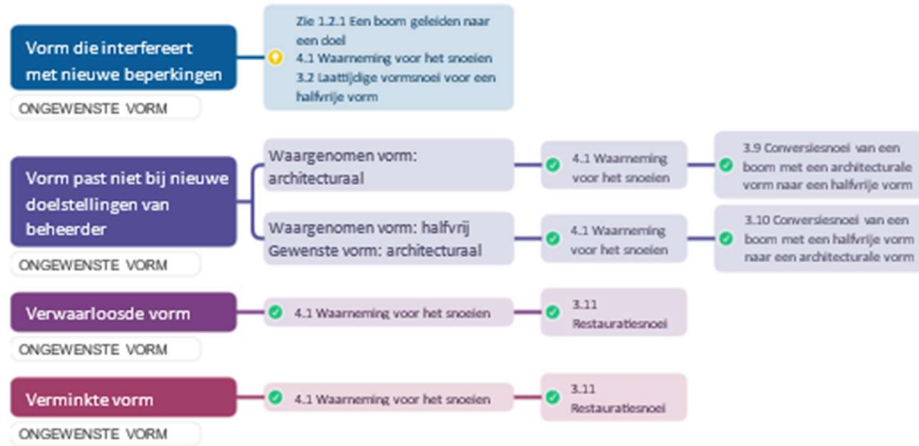 Vorm die interfereert
met nieuwe beperkingen
ONGEWENSTE VORM
Zie 1.2.1 Een boom geleiden naar
een doel
4.1 Waarneming voor het snoeien
3.2 Laattijdige vormsnoei voor een
halfvrije vorm
Vorm past niet bij nieuwe
doelstellingen van
beheerder
ONGEWENSTE VORM
Waargenomen vorm:
architecturaal
4.1 Waarneming
voor het snoeien
3.9 Conversiesnoei van een
boom met een architecturale
vorm naar een halfvrije vorm
Waargenomen vorm: halfvrij
Gewenste vorm: architecturaal
4.1 Waarneming
voor het snoeien
3.10 Conversiesnoei van een
boom met een halfvrije vorm
naar een architecturale vorm
Verwaarloosde vorm
ONGEWENSTE VORM
4.1 Waarneming voor het snoeien
3.11
Restauratiesnoei
Verminkte vorm
ONGEWENSTE VORM
4.1 Waarneming voor het snoeien
3.11
Restauratiesnoei